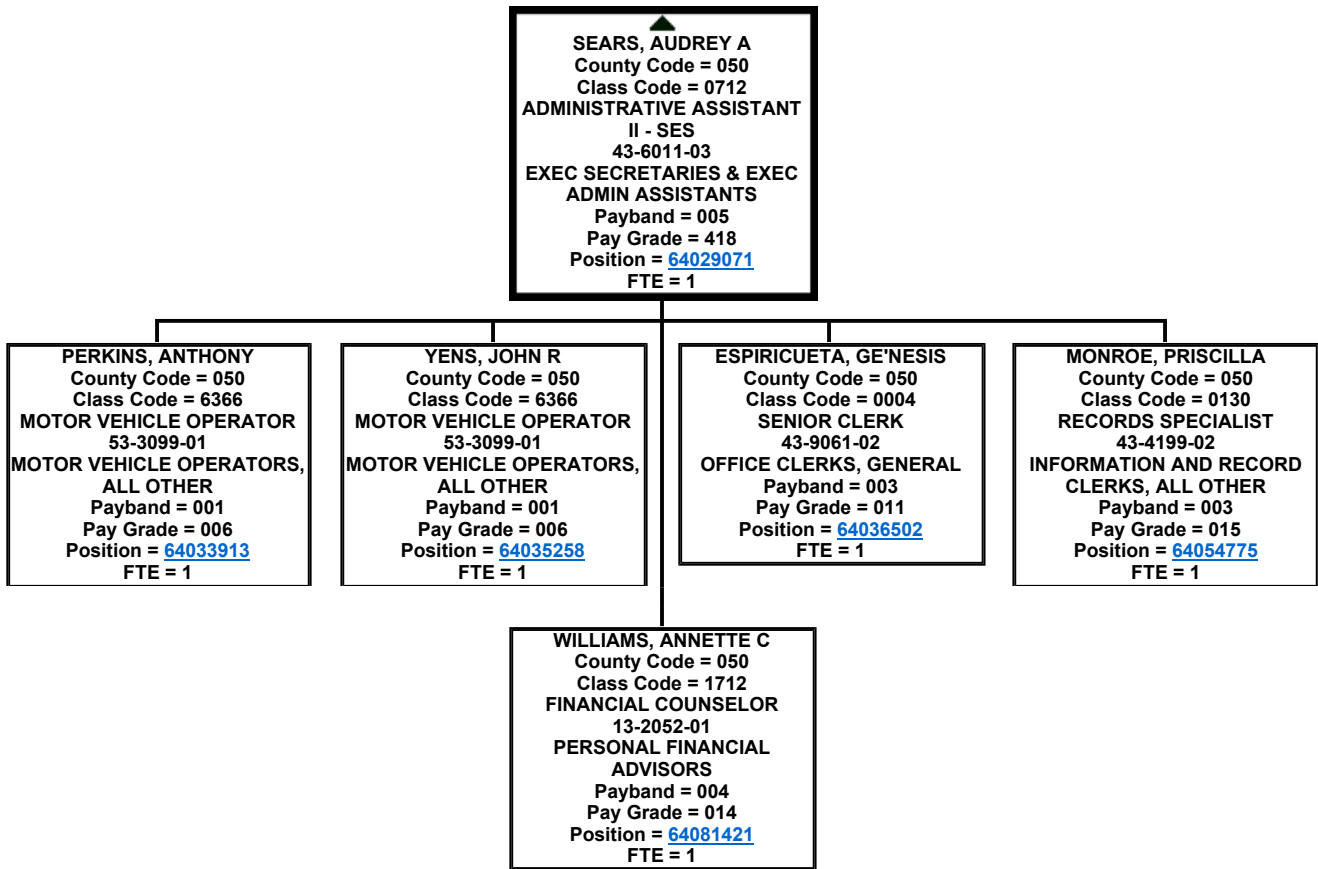 SEARS, AUDREY A
County Code = 050
Class Code = 0712
ADMINISTRATIVE ASSISTANT
II - SES
43-6011-03
EXEC SECRETARIES & EXEC
ADMIN ASSISTANTS
Payband = 005
Pay Grade = 418
Position = 64029071
FTE = 1
PERKINS, ANTHONY
County Code = 050
Class Code = 6366
MOTOR VEHICLE OPERATOR
53-3099-01
MOTOR VEHICLE OPERATORS,
ALL OTHER
Payband = 001
Pay Grade = 006
Position = 64033913
FTE = 1
YENS, JOHN R
County Code = 050
Class Code = 6366
MOTOR VEHICLE OPERATOR
53-3099-01
MOTOR VEHICLE OPERATORS,
ALL OTHER
Payband = 001
Pay Grade = 006
Position = 64035258
FTE = 1
ESPIRICUETA, GE'NESIS
County Code = 050
Class Code = 0004
SENIOR CLERK
43-9061-02
OFFICE CLERKS, GENERAL
Payband = 003
Pay Grade = 011
Position = 64036502
FTE = 1
MONROE, PRISCILLA
County Code = 050
Class Code = 0130
RECORDS SPECIALIST
43-4199-02
INFORMATION AND RECORD
CLERKS, ALL OTHER
Payband = 003
Pay Grade = 015
Position = 64054775
FTE = 1
WILLIAMS, ANNETTE C
County Code = 050
Class Code = 1712
FINANCIAL COUNSELOR
13-2052-01
PERSONAL FINANCIAL
ADVISORS
Payband = 004
Pay Grade = 014
Position = 64081421
FTE = 1